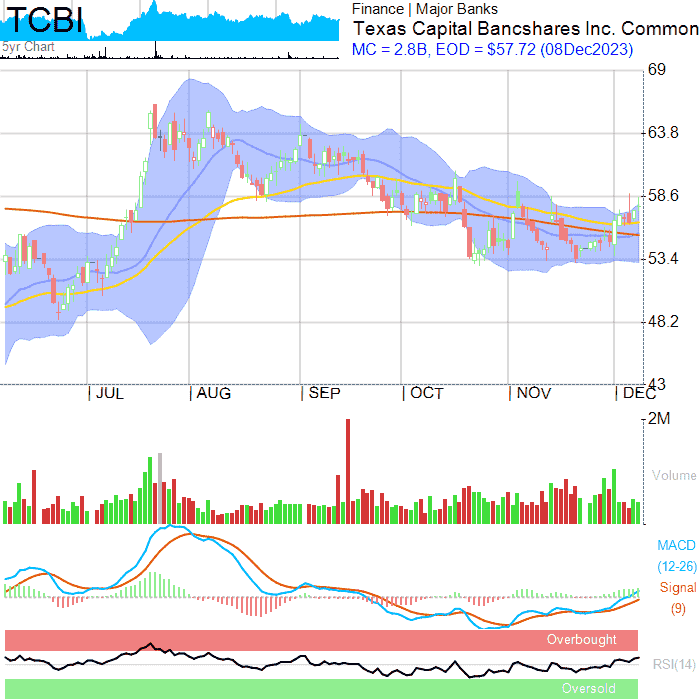 TCBI
5yr Chart
Finance | Major Banks
Texas Capital Bancshares Inc. Common
MC = 2.8B, EOD = $57.72 (08Dec2023)
69
63.8
58.6
53.4
48.2
43
JUL
AUG
SEP
OCT
NOV
DEC
2M
Volume
MACD
(12-26)
Signal
(9)
Overbought
RSI(14)
Oversold